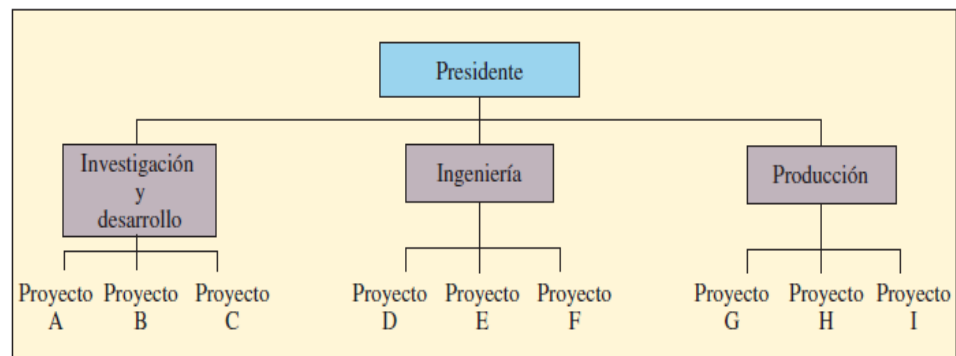 Presidente
Investigación
y
desarrollo
Ingeniería
Producción
Proyecto Proyecto Proyecto
A B C
Proyecto Proyecto Proyecto
D E F
Proyecto Proyecto Proyecto
G H I